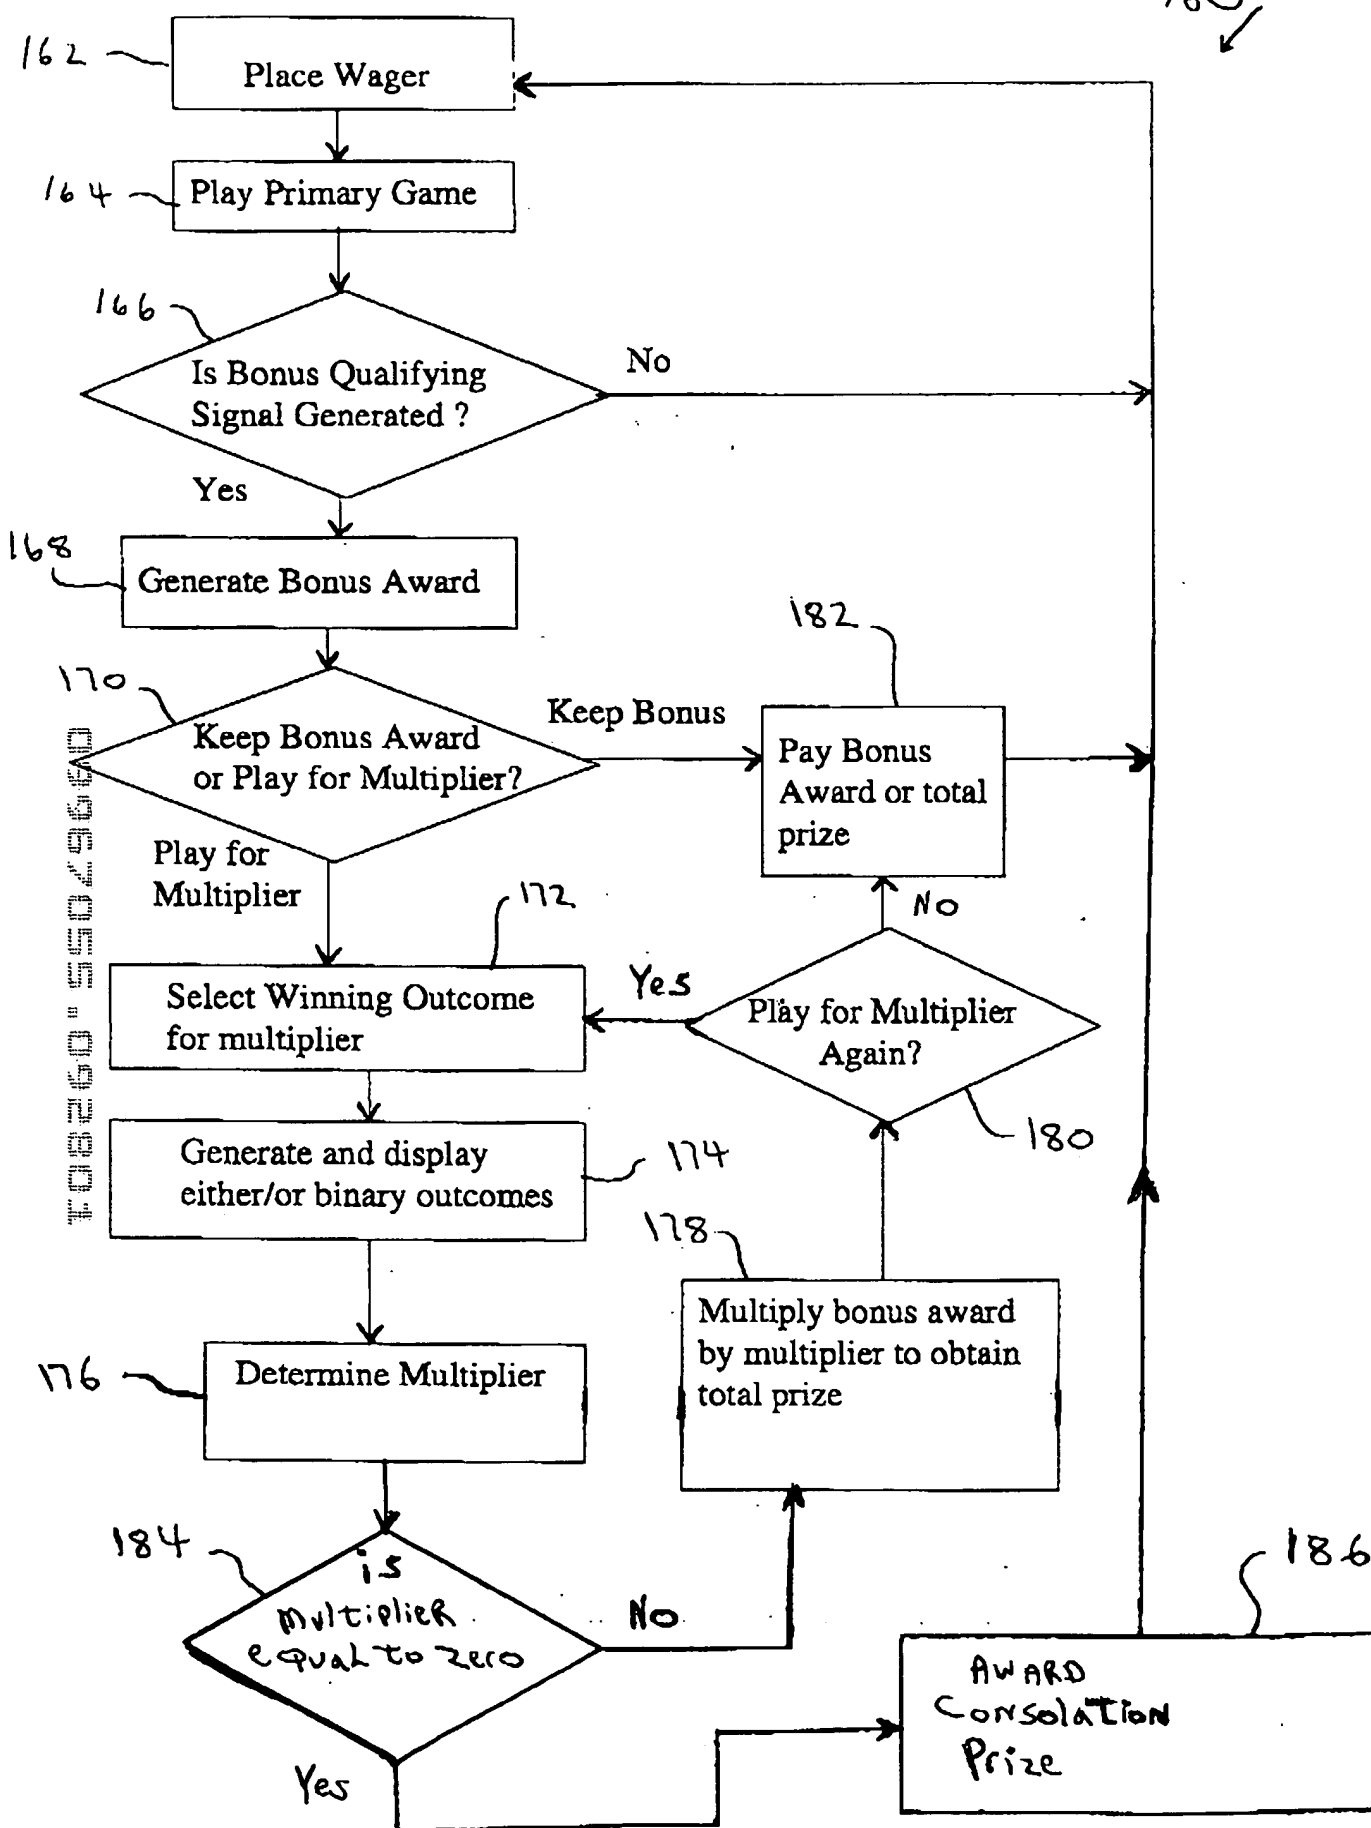 162
Place Wager
164
Play Primary Game
166
Is Bonus Qualifying
Signal Generated ?
No
Yes
168
Generate Bonus Award
182
170
Keep Bonus Award
or Play for Multiplier?
Keep Bonus
Pay Bonus
Award or total
prize
Play for
Multiplier
172
No
Select Winning Outcome
for multiplier
Yes
Play for Multiplier
Again?
180
Generate and display
either/or binary outcomes
174
178
Multiply bonus award
by multiplier to obtain
total prize
176
Determine Multiplier
184
is
Multiplier
equal to zero
No
Yes
186
AWARD
Consolation
Prize